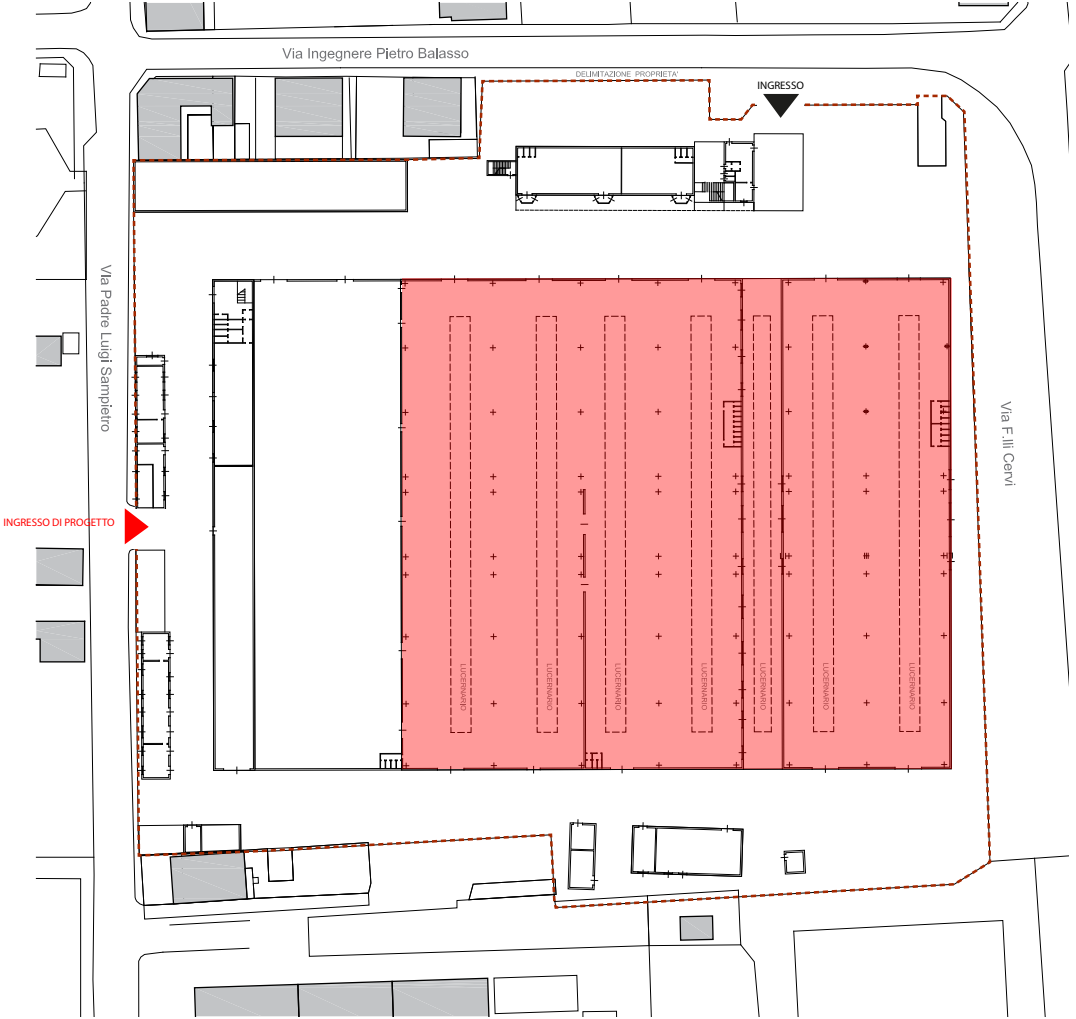 Via Ingegnere Pietro Balasso
DELIMITAZIONE PROPRIETA'
INGRESSO
VIa Padre Luigi Sampietro
Via F.lli Cervi
INGRESSO DI PROGETTO
LUCERNARIO
LUCERNARIO
LUCERNARIO
LUCERNARIO
LUCERNARIO
LUCERNARIO
LUCERNARIO